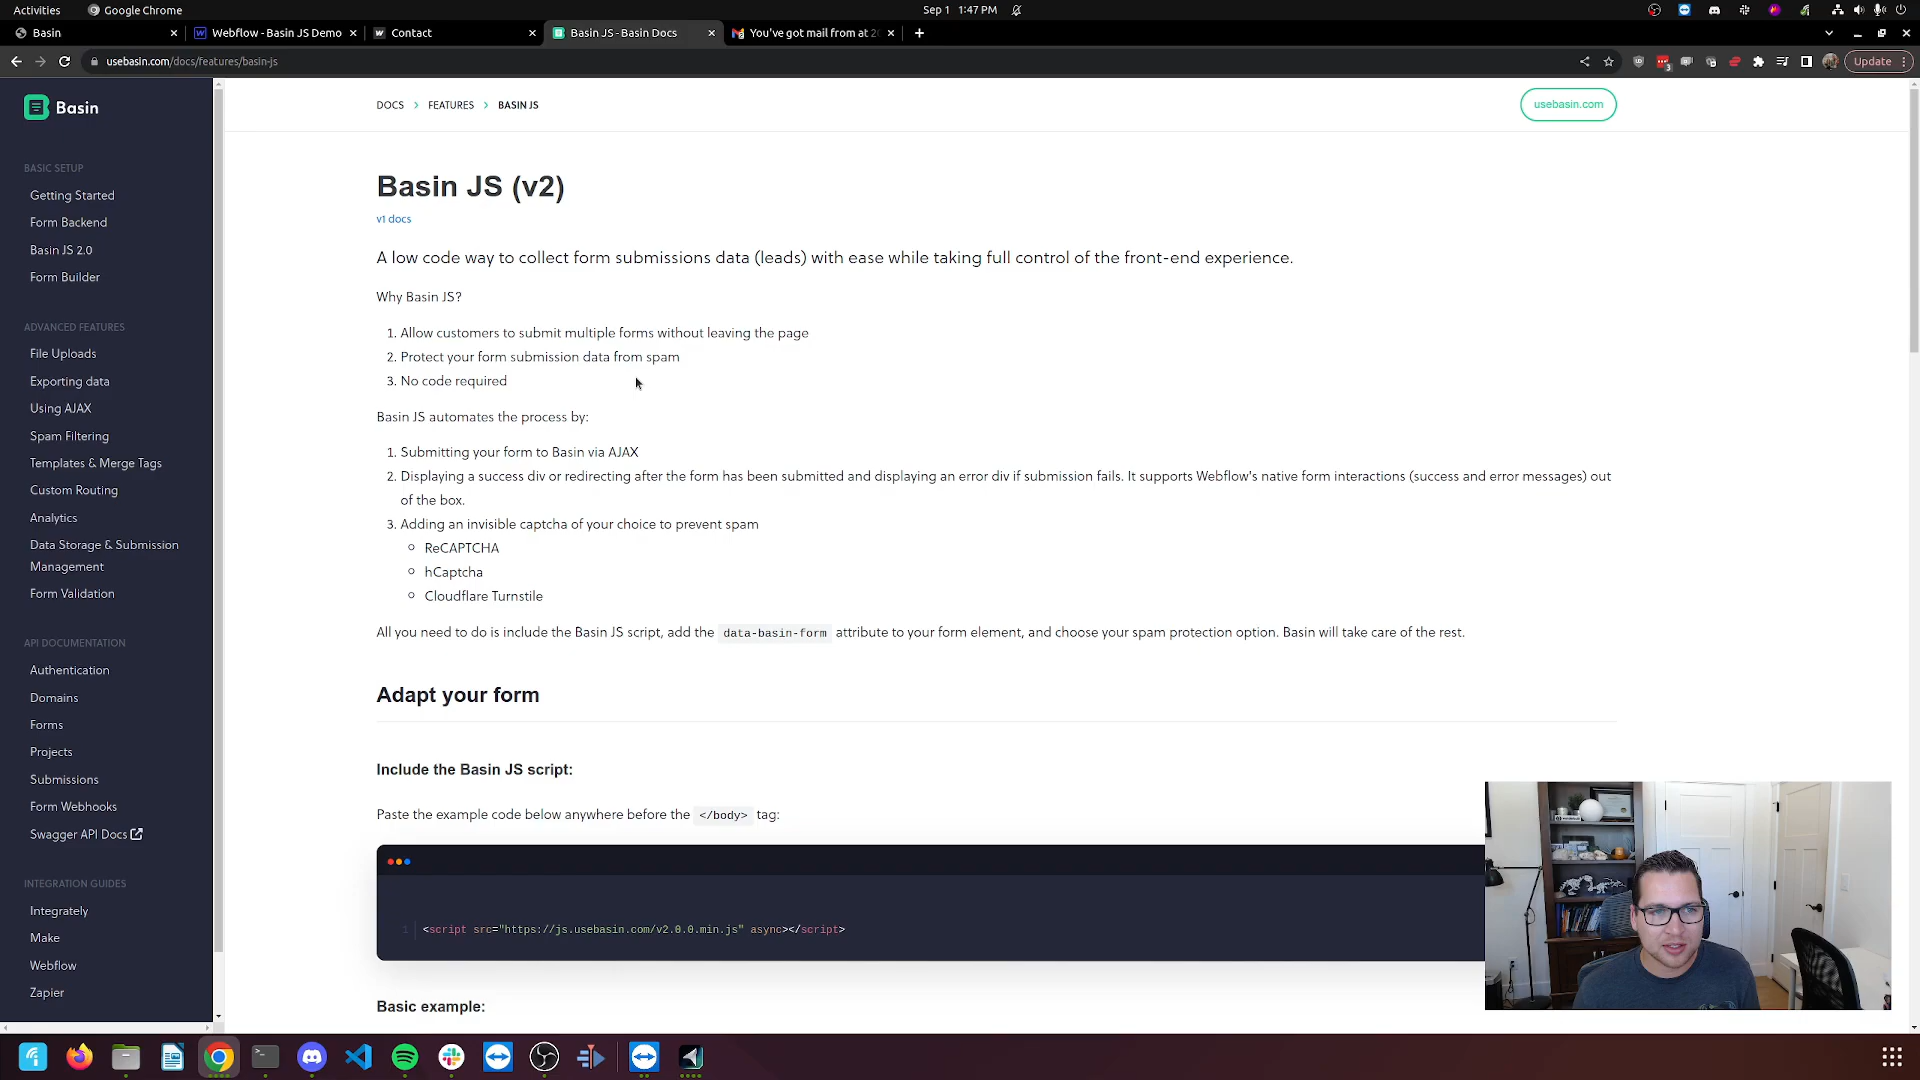 Activities
Google Chrome
Sep 1 1:47 PM
Basin
Webflow - Basin JS Demo
Contact
Basin JS - Basin Docs
You've got mail from at 20
usebasin.com/docs/features/basin-js
3
Update
Basin
DOCS > FEATURES > BASIN JS
usebasin.com
BASIC SETUP
Getting Started
Form Backend
Basin JS 2.0
Form Builder
ADVANCED FEATURES
File Uploads
Exporting data
Using AJAX
Spam Filtering
Templates & Merge Tags
Custom Routing
Analytics
Data Storage & Submission
Management
Form Validation
API DOCUMENTATION
Authentication
Domains
Forms
Projects
Submissions
Form Webhooks
Swagger API Docs
INTEGRATION GUIDES
Integrately
Make
Webflow
Zapier
Basin JS (v2)
v1 docs
A low code way to collect form submissions data (leads) with ease while taking full control of the front-end experience.
Why Basin JS?
1. Allow customers to submit multiple forms without leaving the page
2. Protect your form submission data from spam
3. No code required
Basin JS automates the process by:
1. Submitting your form to Basin via AJAX
2. Displaying a success div or redirecting after the form has been submitted and displaying an error div if submission fails. It supports Webflow's native form interactions (success and error messages) out
of the box.
3. Adding an invisible captcha of your choice to prevent spam
ReCAPTCHA
hCaptcha
Cloudflare Turnstile
All you need to do is include the Basin JS script, add the data-basin-form attribute to your form element, and choose your spam protection option. Basin will take care of the rest.
Adapt your form
Include the Basin JS script:
Paste the example code below anywhere before the </body> tag:
1 <script src="https://js.usebasin.com/v2.0.0.min.js" async></script>
Basic example: